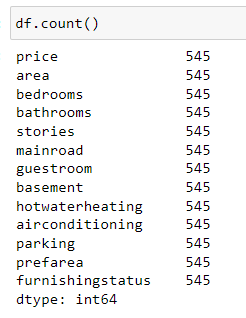 df.count()
price 545
area 545
bedrooms 545
bathrooms 545
stories 545
mainroad 545
guestroom 545
basement 545
hotwaterheating 545
airconditioning 545
parking 545
prefarea 545
furnishingstatus 545
dtype: int64